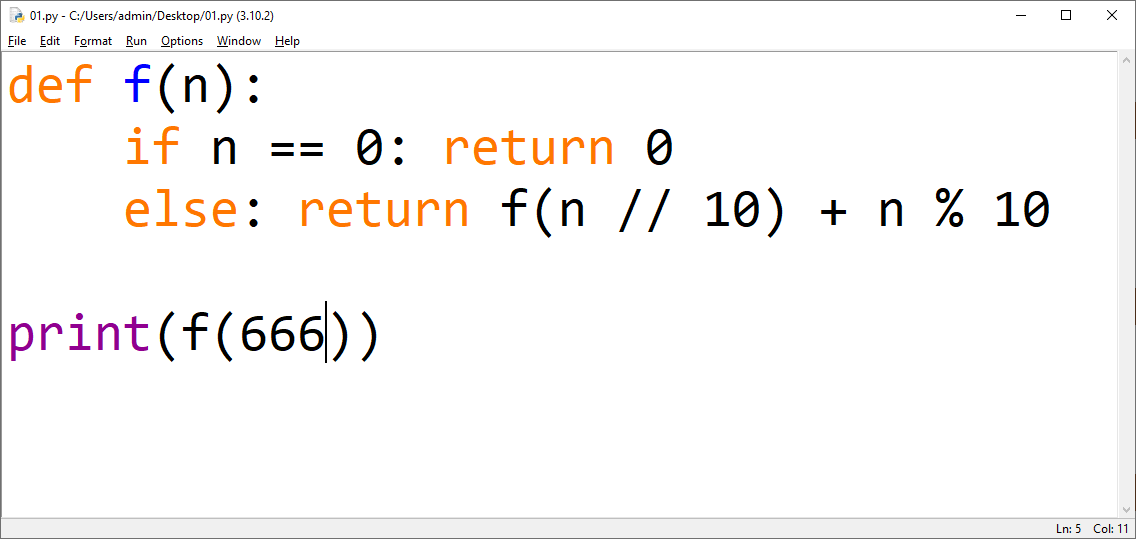 01.py - C:/Users/admin/Desktop/01.py (3.10.2)
File Edit Format Run Options Window Help
def f(n):
    if n == 0: return 0
    else: return f(n // 10) + n % 10

print(f(666))
Ln: 5 Col: 11